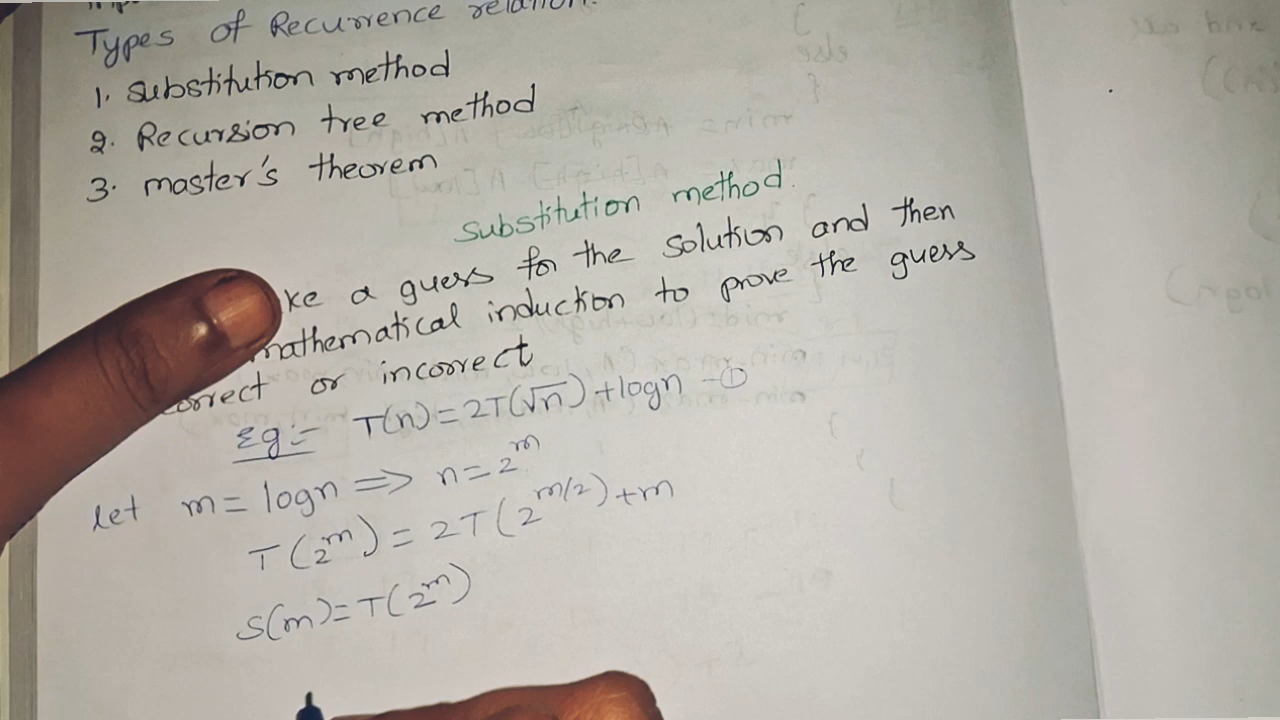 Types of Recurrence relation.
1. substitution method
2. Recursion tree method
3. master's theorem
substitution method.
a guess for the solution and then
mathematical induction to prove the guess
correct or incorrect
Eg:- T(n)=2T(√n)+logn -①
let m = logn => n=2^m
T(2^m)=2T(2^{m/2})+m
S(m)=T(2^m)